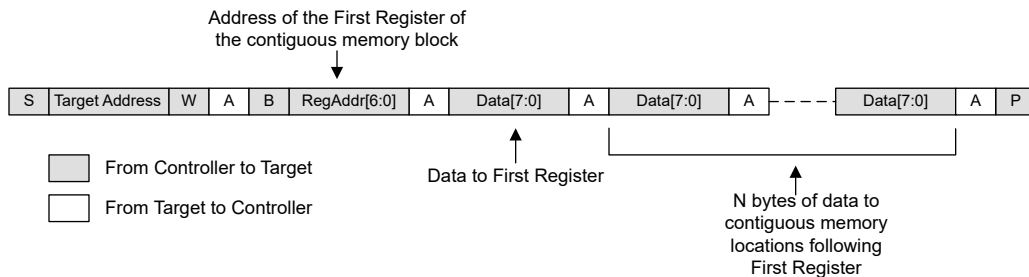 Address of the First Register of
the contiguous memory block
S Target Address W A B RegAddr[6:0] A Data[7:0] A Data[7:0] A Data[7:0] A P
From Controller to Target
Data to First Register
From Target to Controller
N bytes of data to
contiguous memory
locations following
First Register